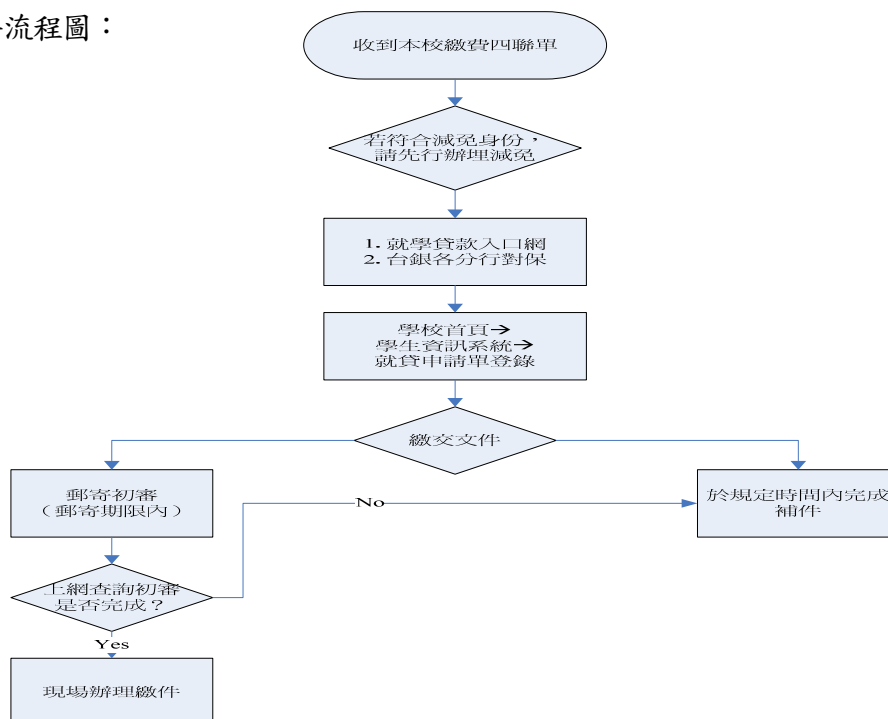 流程圖：
收到本校繳費四聯單
若符合減免身份，
請先行辦理減免
1. 就學貸款入口網
2. 台銀各分行對保
學校首頁→
學生資訊系統→
就貸申請單登錄
繳交文件
郵寄初審
（郵寄期限內）
No
於規定時間內完成
補件
上網查詢初審
是否完成？
Yes
現場辦理繳件